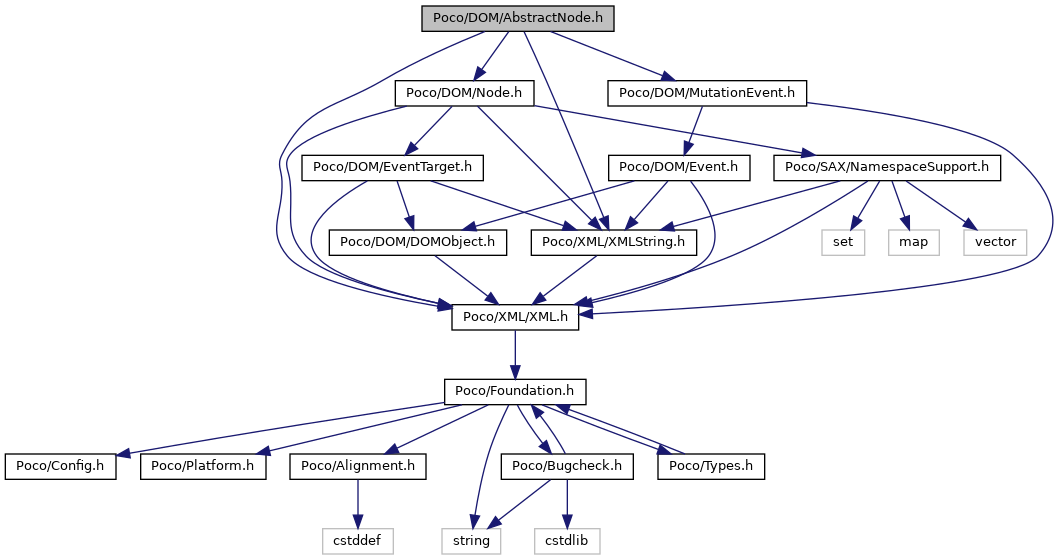 Poco/DOM/AbstractNode.h
Poco/DOM/Node.h
Poco/DOM/MutationEvent.h
Poco/DOM/EventTarget.h
Poco/DOM/Event.h
Poco/SAX/NamespaceSupport.h
Poco/DOM/DOMObject.h
Poco/XML/XMLString.h
set
map
vector
Poco/XML/XML.h
Poco/Foundation.h
Poco/Config.h
Poco/Platform.h
Poco/Alignment.h
Poco/Bugcheck.h
Poco/Types.h
cstddef
string
cstdlib